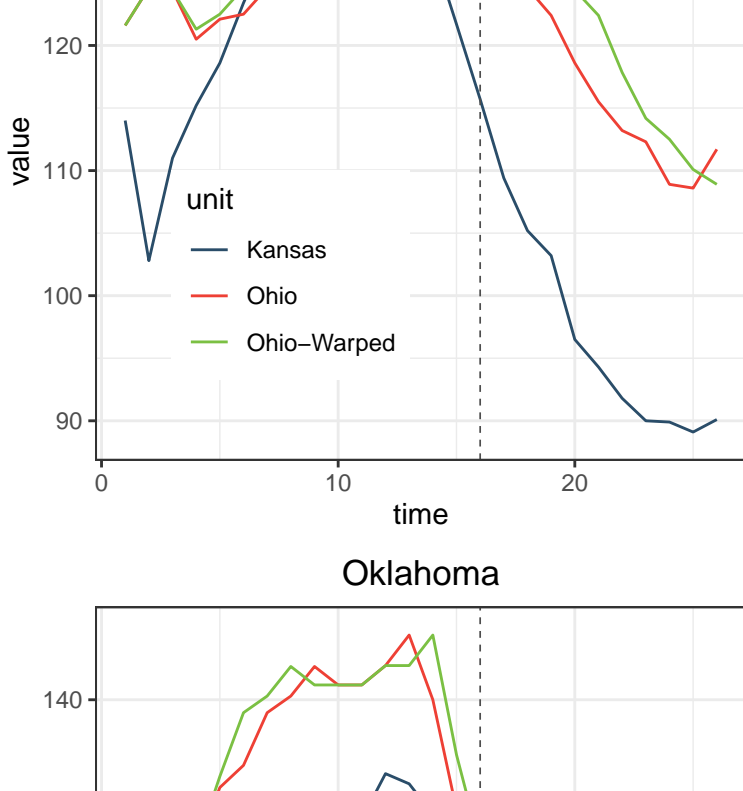 120
110
100
90
value
unit
Kansas
Ohio
Ohio−Warped
0 10 20
time
Oklahoma
140